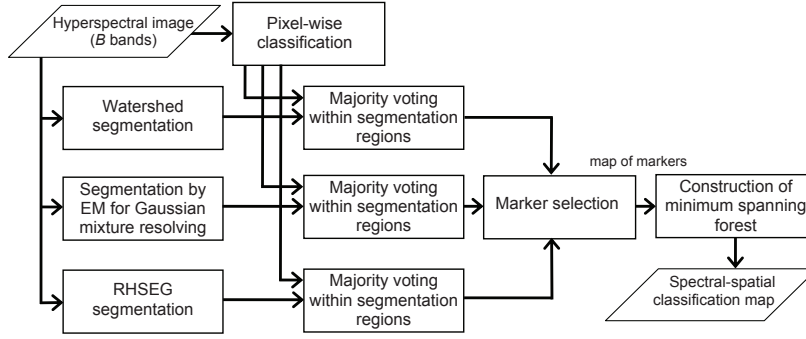 Hyperspectral image
(B bands)
Pixel-wise
classification
Watershed
segmentation
Majority voting
within segmentation
regions
Segmentation by
EM for Gaussian
mixture resolving
Majority voting
within segmentation
regions
Marker selection
map of markers
Construction of
minimum spanning
forest
RHSEG
segmentation
Majority voting
within segmentation
regions
Spectral-spatial
classification map